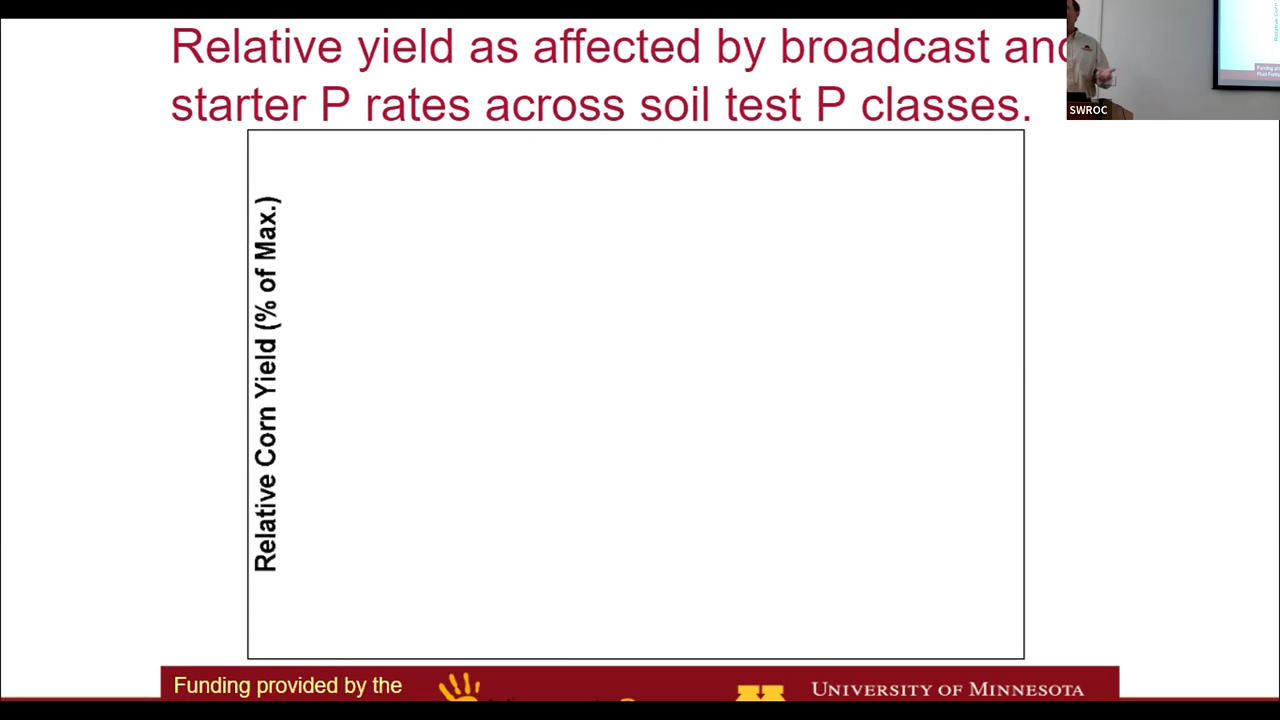 Relative yield as affected by broadcast and
starter P rates across soil test P classes.
SWROC
Relative Corn Yield (% of Max.)
Funding provided by the
UNIVERSITY OF MINNESOTA